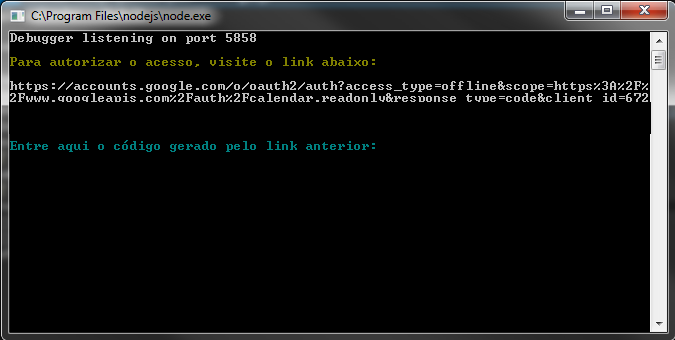 C:\Program Files\nodejs\node.exe
Debugger listening on port 5858
Para autorizar o acesso, visite o link abaixo:
https://accounts.google.com/o/oauth2/auth?access_type=offline&scope=https%3A%2F%
2Fwww.googleapis.com%2Fauth%2Fcalendar.readonly&response_type=code&client_id=672
Entre aqui o código gerado pelo link anterior: